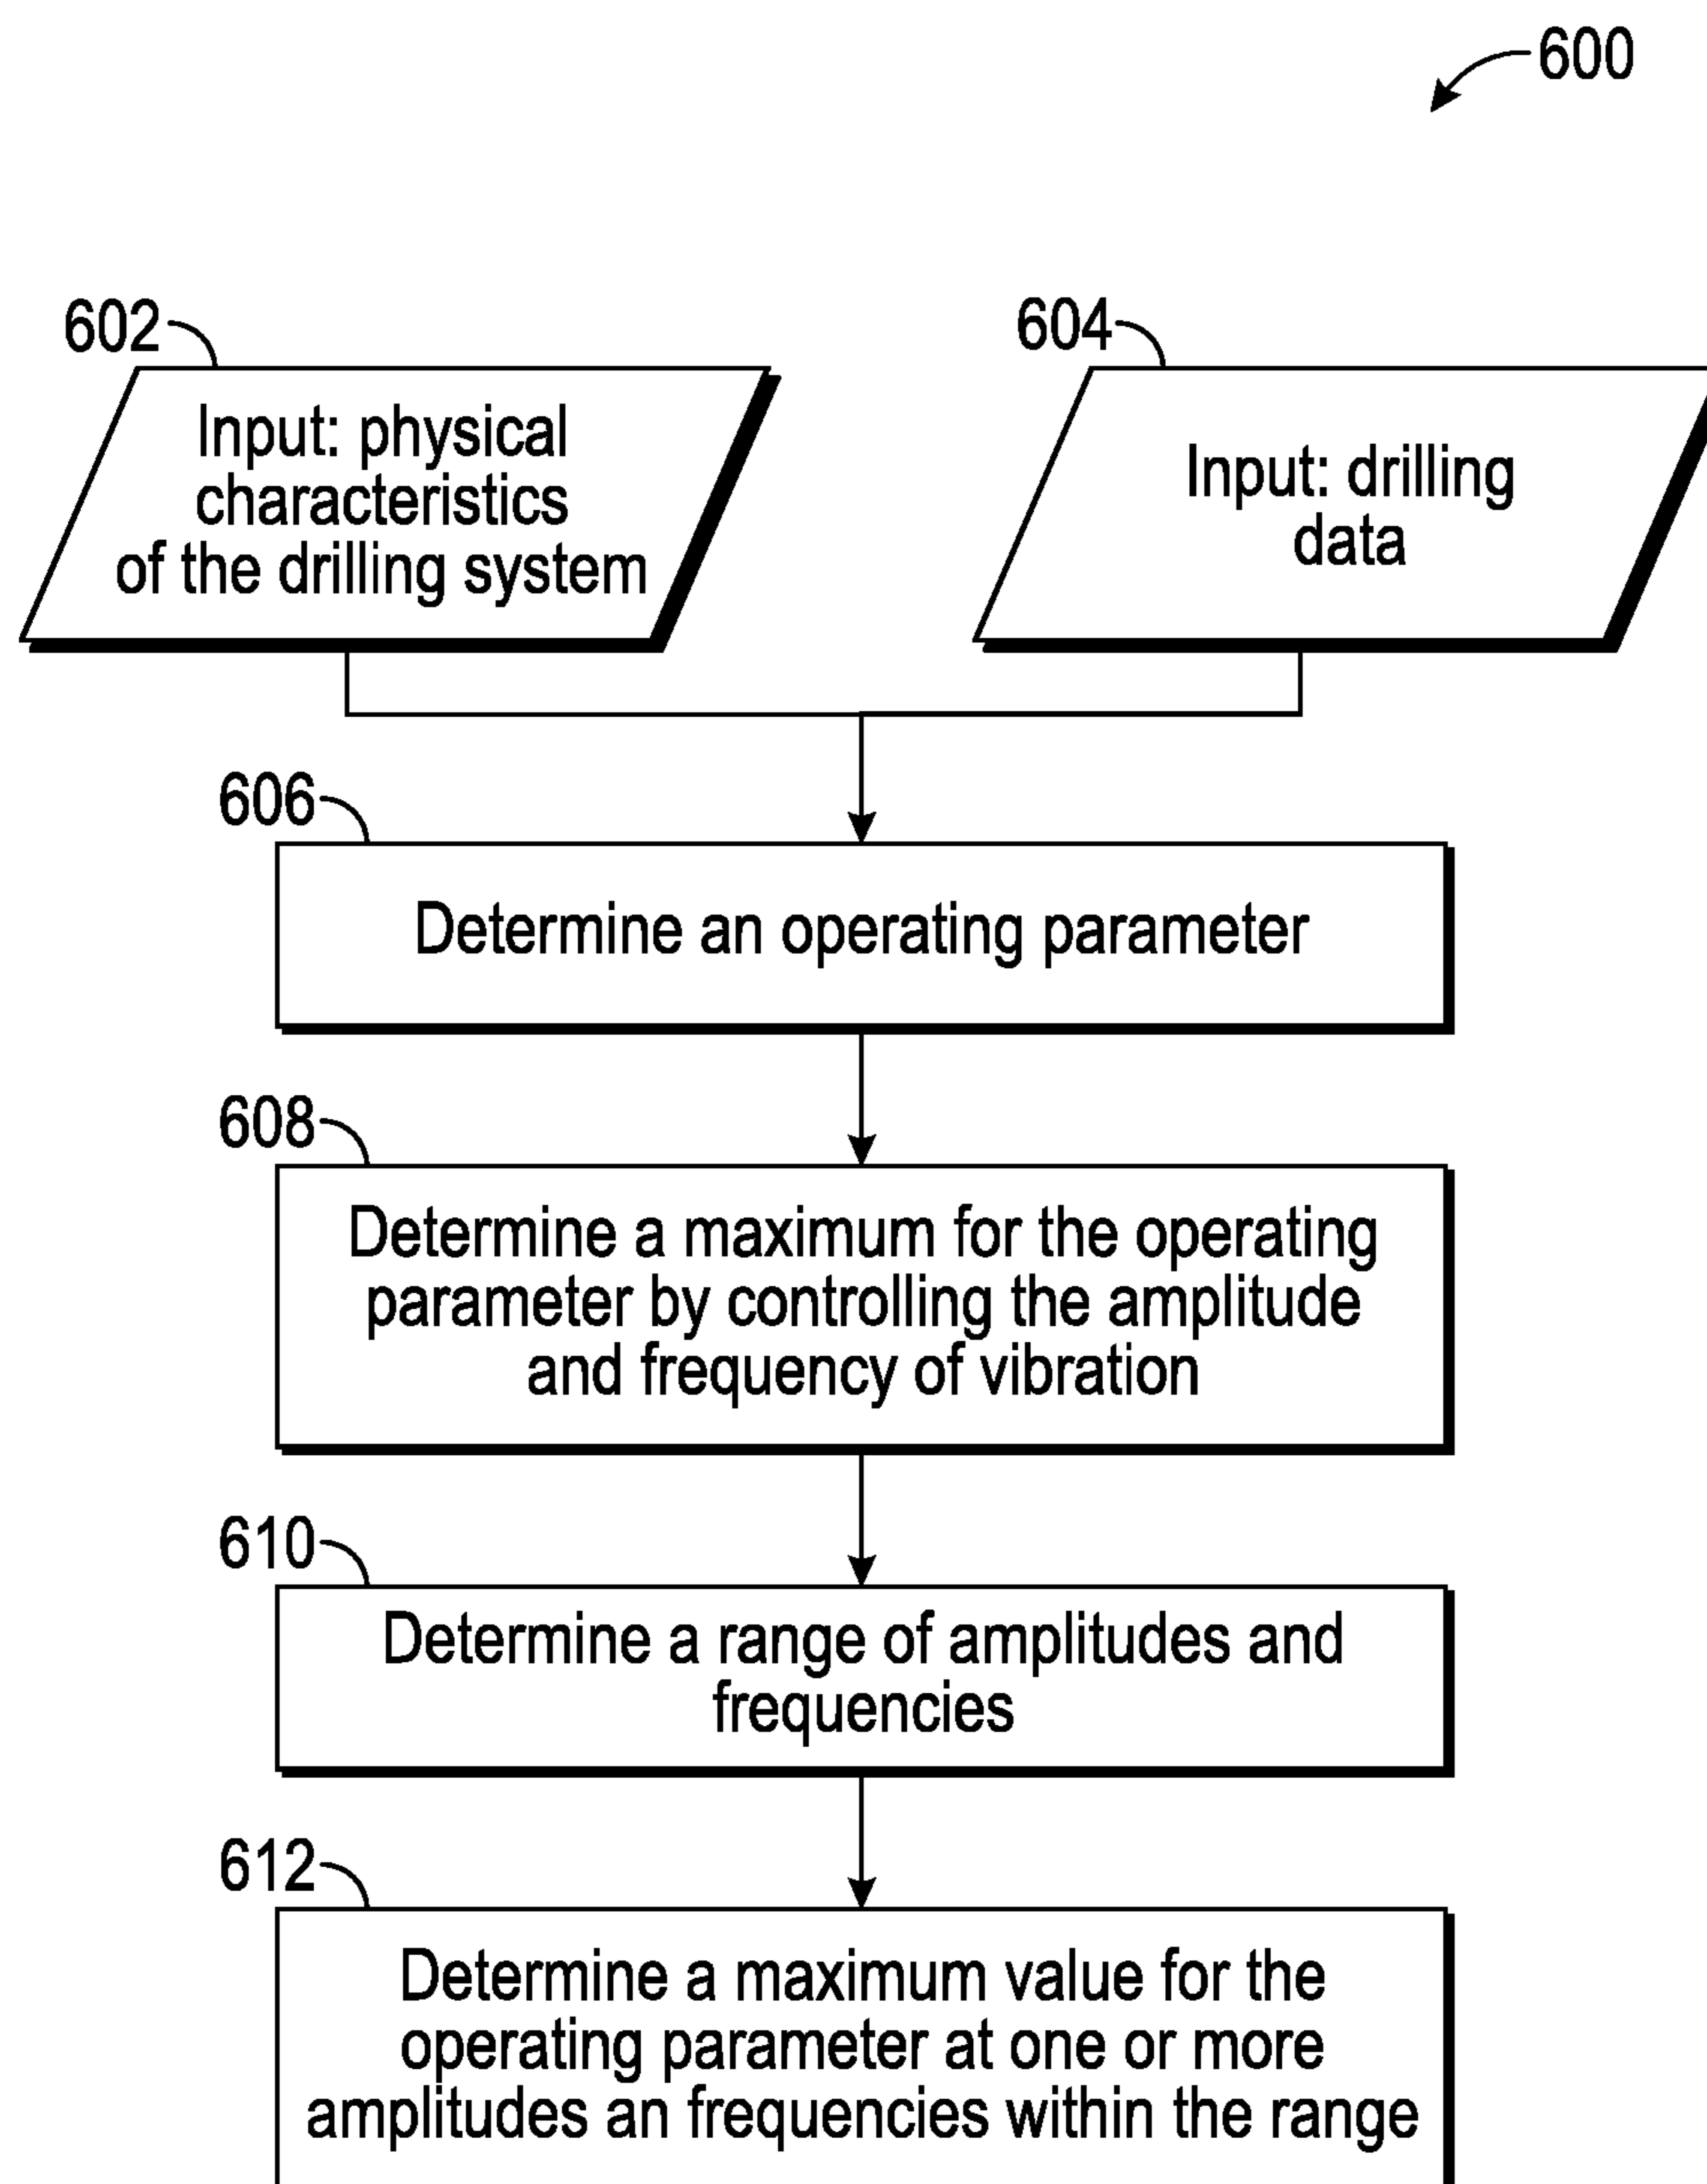 600
602
Input: physical
characteristics
of the drilling system
604
Input: drilling
data
606
Determine an operating parameter
608
Determine a maximum for the operating
parameter by controlling the amplitude
and frequency of vibration
610
Determine a range of amplitudes and
frequencies
612
Determine a maximum value for the
operating parameter at one or more
amplitudes an frequencies within the range